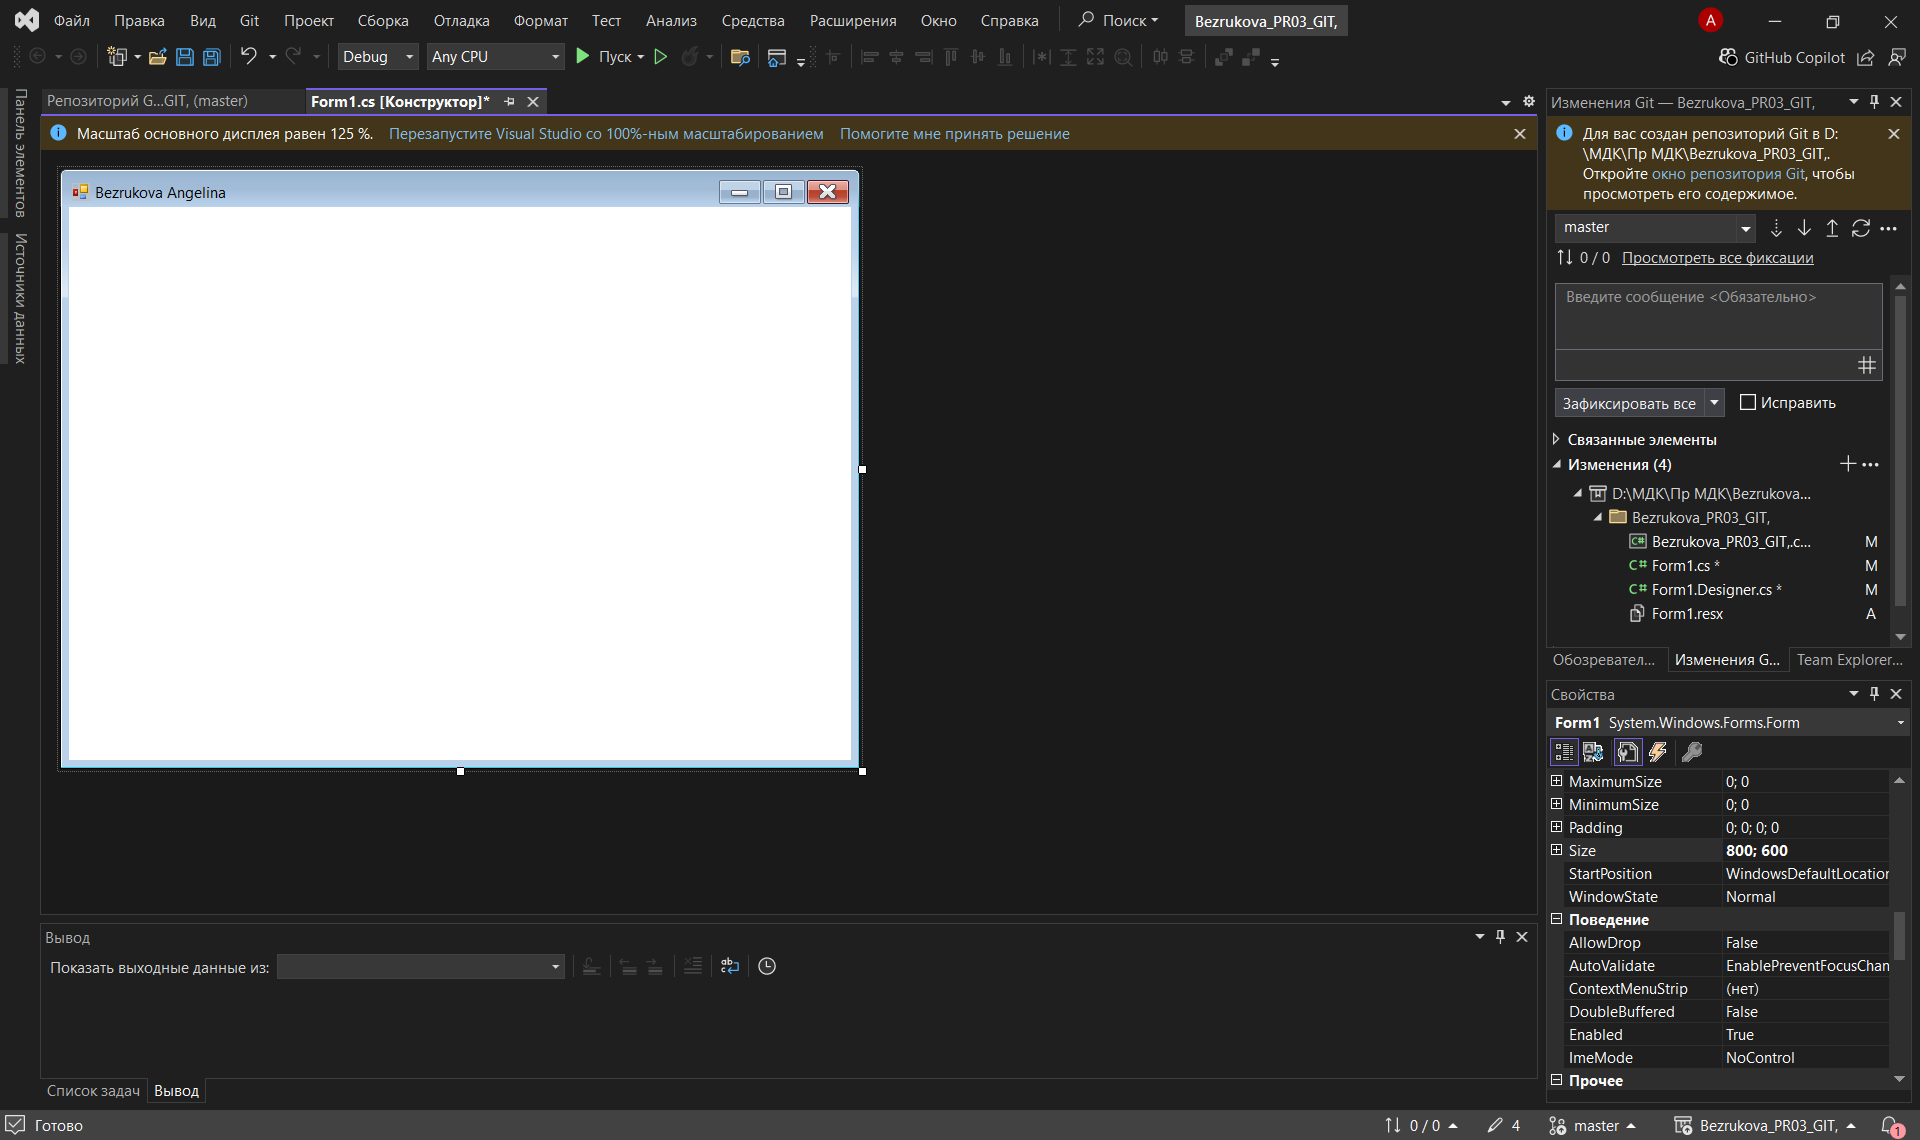 Файл Правка Вид Git Проект Сборка Отладка Формат Тест Анализ Средства Расширения Окно Справка Поиск Bezrukova_PR03_GIT,
A
Debug Any CPU Пуск GitHub Copilot
Панель элементов
Источники данных
Репозиторий G...GIT, (master) Form1.cs [Конструктор]*
Масштаб основного дисплея равен 125 %. Перезапустите Visual Studio со 100%-ным масштабированием Помогите мне принять решение
Bezrukova Angelina
Вывод
Показать выходные данные из:
Список задач Вывод
Изменения Git — Bezrukova_PR03_GIT,
Для вас создан репозиторий Git в D:
\МДК\Пр МДК\Bezrukova_PR03_GIT,.
Откройте окно репозитория Git, чтобы
просмотреть его содержимое.
master
0 / 0 Просмотреть все фиксации
Введите сообщение <Обязательно>
Зафиксировать все Исправить
Связанные элементы
Изменения (4)
D:\МДК\Пр МДК\Bezrukova...
Bezrukova_PR03_GIT,
Bezrukova_PR03_GIT,.c... M
Form1.cs * M
Form1.Designer.cs * M
Form1.resx A
Обозревател... Изменения G... Team Explorer...
Свойства
Form1 System.Windows.Forms.Form
MaximumSize 0; 0
MinimumSize 0; 0
Padding 0; 0; 0; 0
Size 800; 600
StartPosition WindowsDefaultLocation
WindowState Normal
Поведение
AllowDrop False
AutoValidate EnablePreventFocusChan
ContextMenuStrip (нет)
DoubleBuffered False
Enabled True
ImeMode NoControl
Прочее
Готово 0 / 0 4 master Bezrukova_PR03_GIT, 1